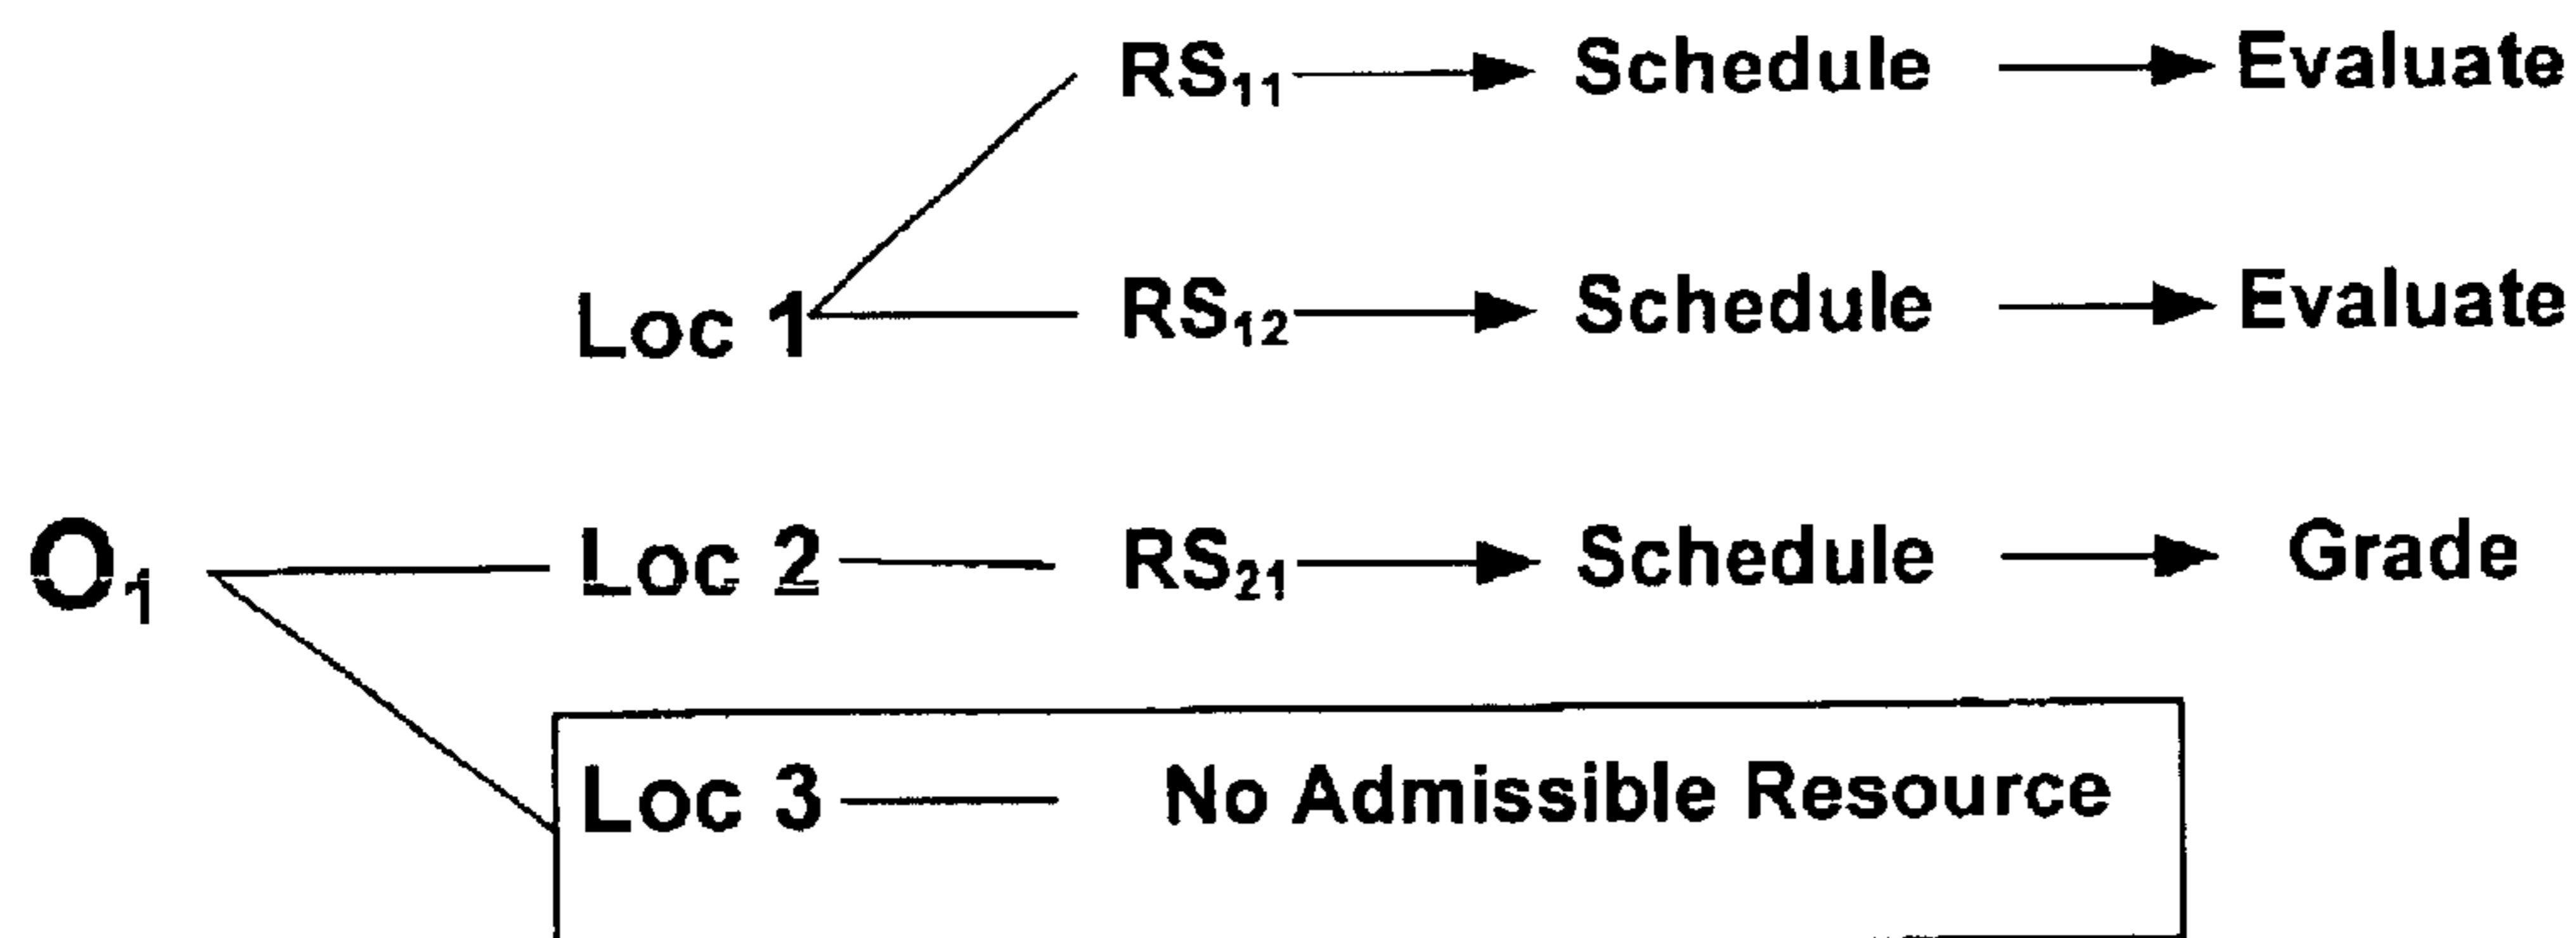 RS₁₁ Schedule Evaluate
Loc 1 RS₁₂ Schedule Evaluate
O₁ Loc 2 RS₂₁ Schedule Grade
Loc 3 No Admissible Resource